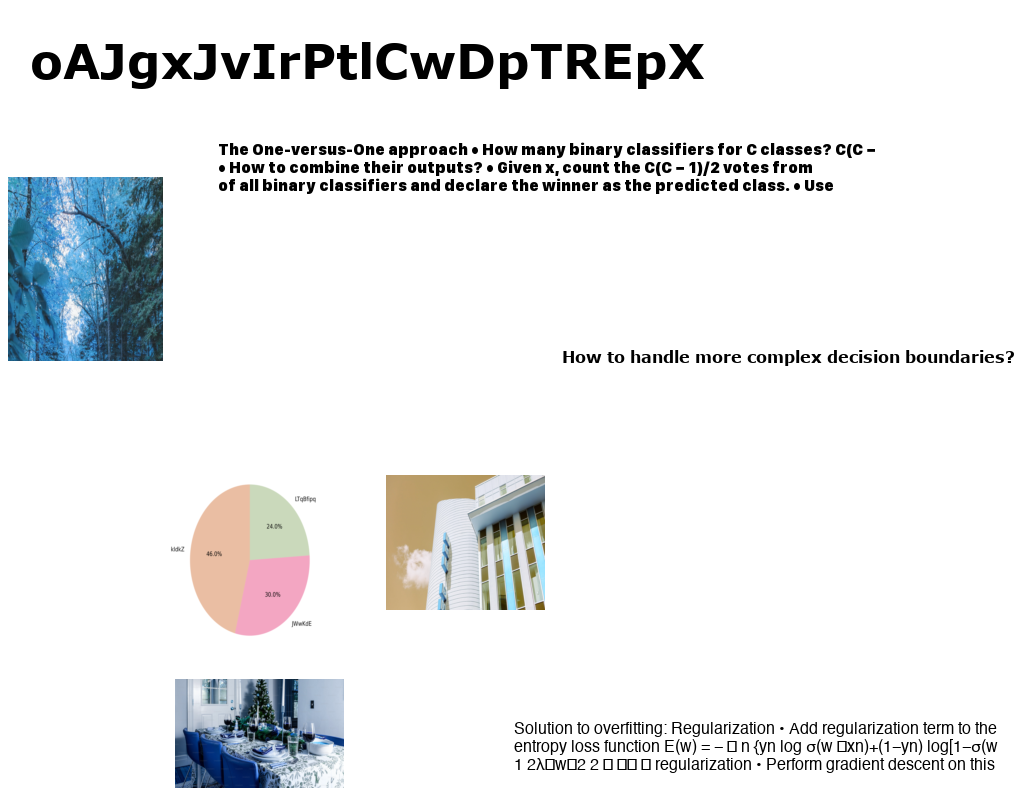 oAJgxJvIrPtlCwDpTREpX
The One-versus-One approach • How many binary classifiers for C classes? C(C –
• How to combine their outputs? • Given x, count the C(C – 1)/2 votes from
of all binary classifiers and declare the winner as the predicted class. • Use
How to handle more complex decision boundaries?
LTqBfipq
24.0%
kIdkZ
46.0%
30.0%
JWwKdE
Solution to overfitting: Regularization • Add regularization term to the
entropy loss function E(w) = – □ n {yn log σ(w □xn)+(1–yn) log[1–σ(w
1 2λ□w□2 2 □ □□ □ regularization • Perform gradient descent on this